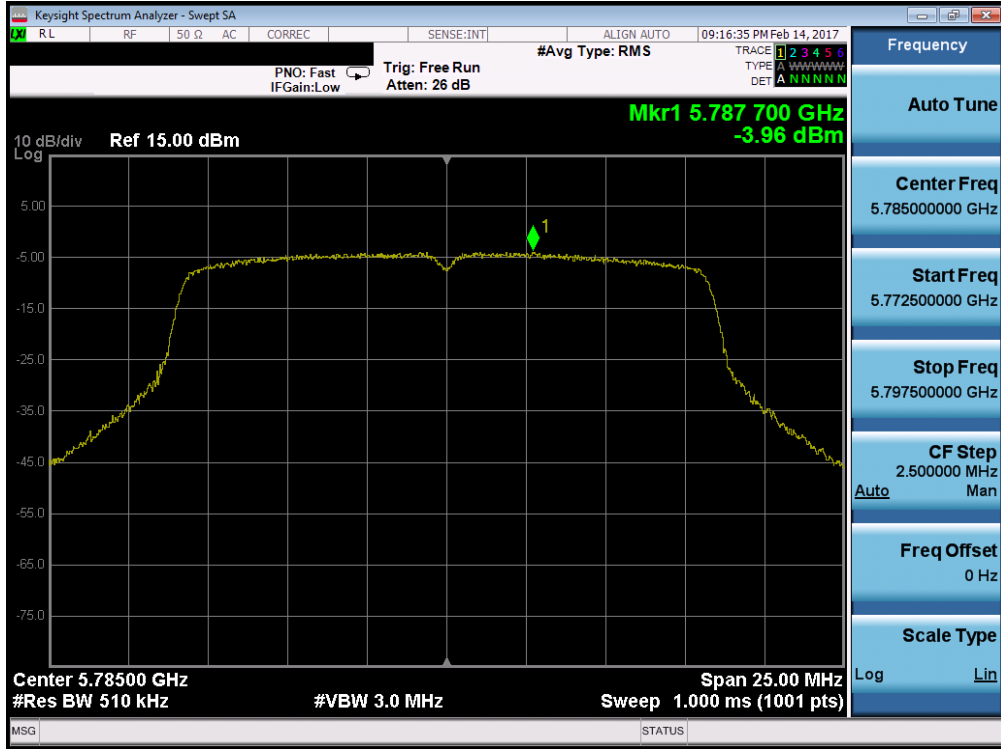 Keysight Spectrum Analyzer - Swept SA
LXI RL RF 50 Ω AC CORREC SENSE:INT ALIGN AUTO 09:16:35 PM Feb 14, 2017
#Avg Type: RMS TRACE 1 2 3 4 5 6
PNO: Fast Trig: Free Run TYPE A WWWWW
IFGain:Low Atten: 26 dB DET A N N N N N
Frequency
Mkr1 5.787 700 GHz
-3.96 dBm
10 dB/div Ref 15.00 dBm
Log
1
5.00
-5.00
-15.0
-25.0
-35.0
-45.0
-55.0
-65.0
-75.0
Center 5.78500 GHz Span 25.00 MHz
#Res BW 510 kHz #VBW 3.0 MHz Sweep 1.000 ms (1001 pts)
MSG STATUS
Auto Tune
Center Freq
5.785000000 GHz
Start Freq
5.772500000 GHz
Stop Freq
5.797500000 GHz
CF Step
2.500000 MHz
Auto Man
Freq Offset
0 Hz
Scale Type
Log Lin